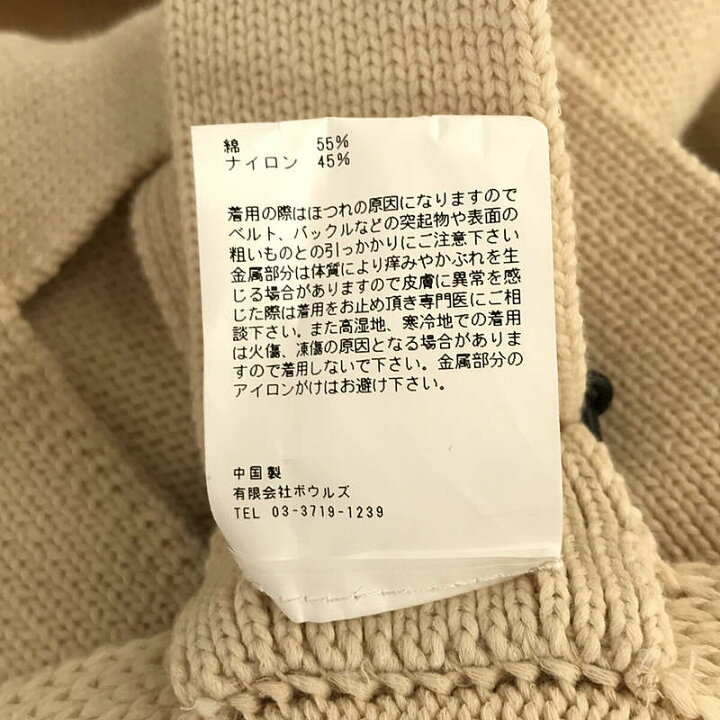 綿 55%
ナイロン 45%
着用の際はほつれの原因になりますので
ベルト、バックルなどの突起物や表面の
粗いものとの引っかかりにご注意下さい
金属部分は体質により痒みやかぶれを生
じる場合がありますので皮膚に異常を感
じた際は着用をお止め頂き専門医にご相
談下さい。また高湿地、寒冷地での着用
は火傷、凍傷の原因となる場合がありま
すので着用しないで下さい。金属部分の
アイロンがけはお避け下さい。
中国製
有限会社ボウルズ
TEL 03-3719-1239